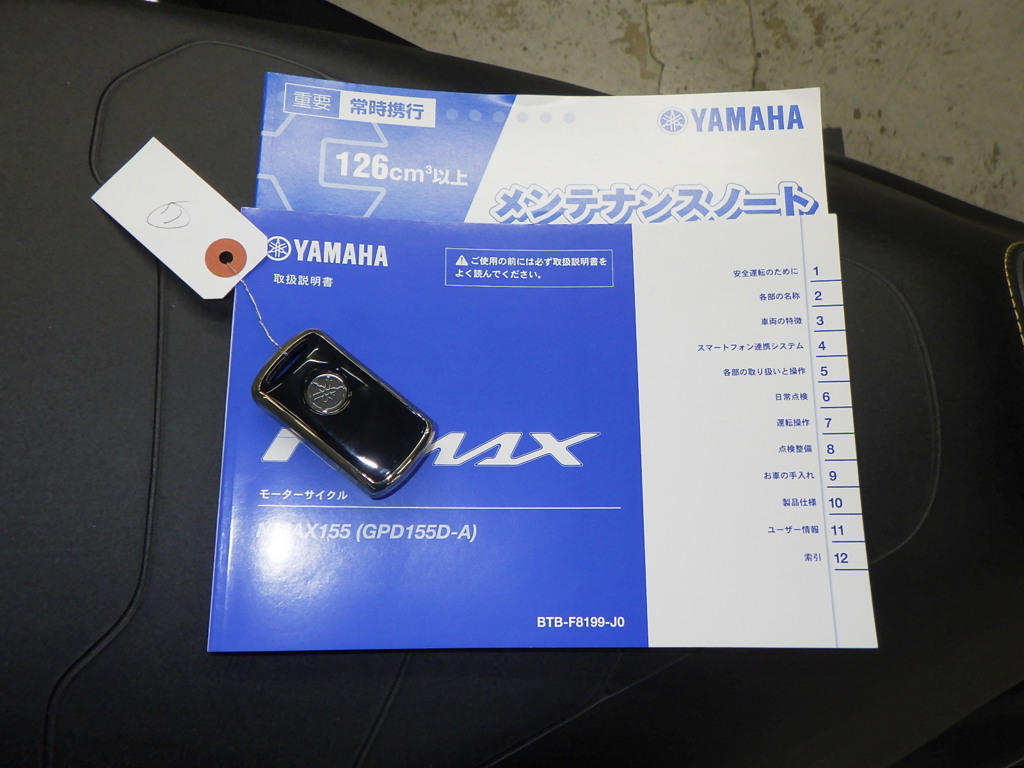 重要 常時携行
YAMAHA
126cm³以上
メンテナンスノート
YAMAHA
取扱説明書
⚠ご使用の前には必ず取扱説明書を
よく読んでください。
MAX
モーターサイクル
NMAX155 (GPD155D-A)
BTB-F8199-J0
安全運転のために 1
各部の名称 2
車両の特徴 3
スマートフォン連携システム 4
各部の取り扱いと操作 5
日常点検 6
運転操作 7
点検整備 8
お車の手入れ 9
製品仕様 10
ユーザー情報 11
索引 12